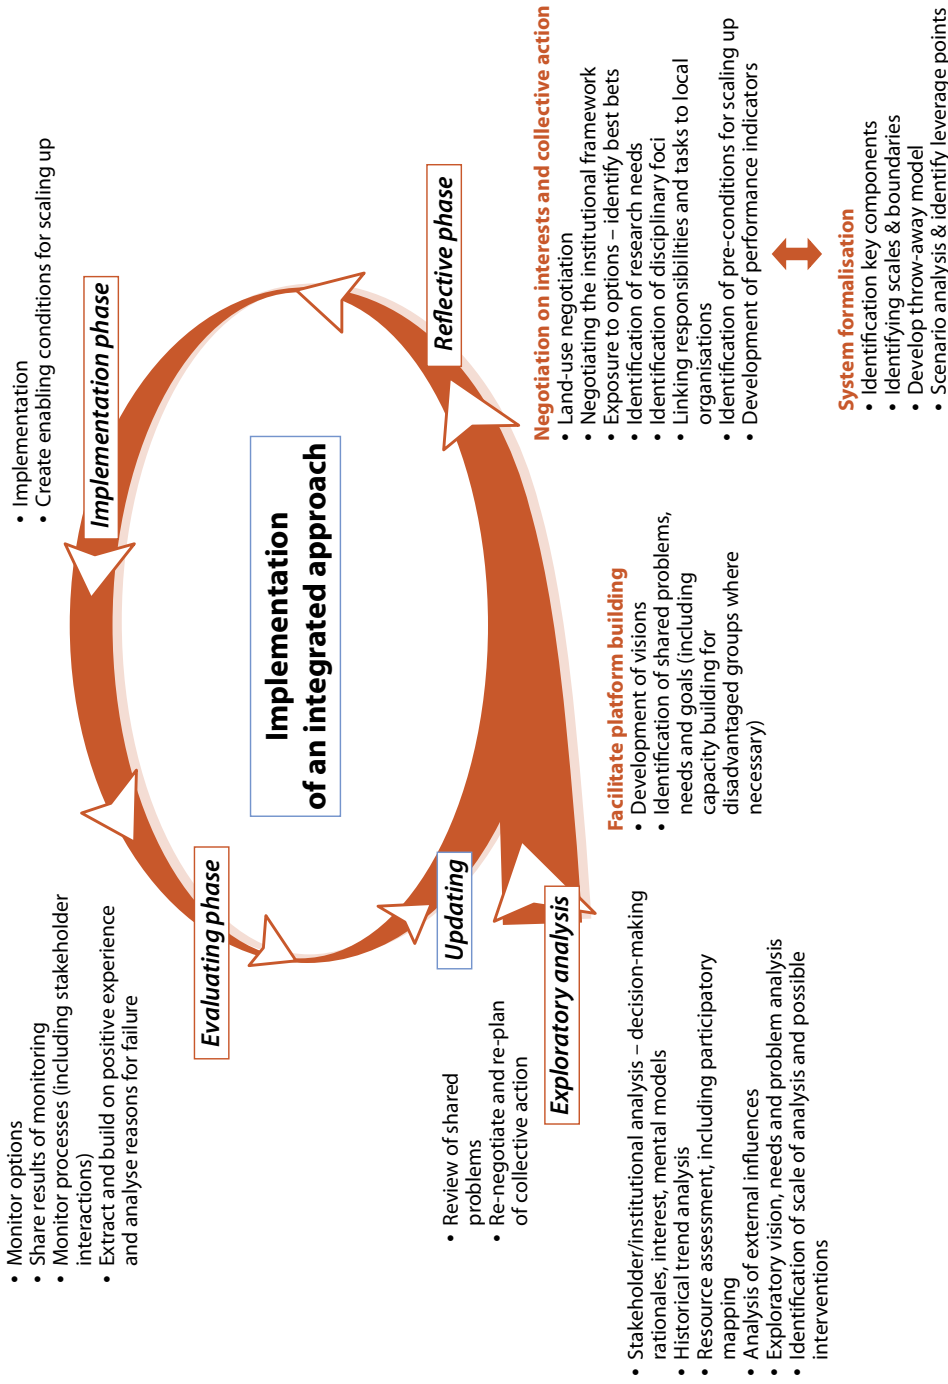 • Monitor options
• Share results of monitoring
• Monitor processes (including stakeholder
interactions)
• Extract and build on positive experience
and analyse reasons for failure
• Implementation
• Create enabling conditions for scaling up
Implementation phase
Evaluating phase
Implementation
of an integrated approach
Reflective phase
Updating
• Review of shared
problems
• Re-negotiate and re-plan
of collective action
Exploratory analysis
• Stakeholder/institutional analysis – decision-making
rationales, interest, mental models
• Historical trend analysis
• Resource assessment, including participatory
mapping
• Analysis of external influences
• Exploratory vision, needs and problem analysis
• Identification of scale of analysis and possible
interventions
Facilitate platform building
• Development of visions
• Identification of shared problems,
needs and goals (including
capacity building for
disadvantaged groups where
necessary)
Negotiation on interests and collective action
• Land-use negotiation
• Negotiating the institutional framework
• Exposure to options – identify best bets
• Identification of research needs
• Identification of disciplinary foci
• Linking responsibilities and tasks to local
organisations
• Identification of pre-conditions for scaling up
• Development of performance indicators
System formalisation
• Identification key components
• Identifying scales & boundaries
• Develop throw-away model
• Scenario analysis & identify leverage points